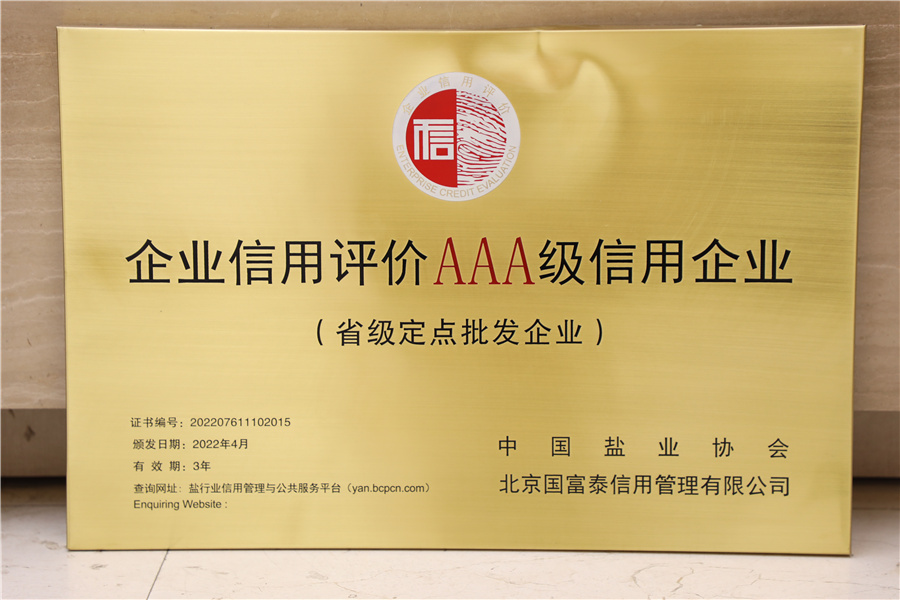 企业信用评价
信
ENTERPRISE CREDIT EVALUATION
企业信用评价AAA级信用企业
（省级定点批发企业）
证书编号：202207611102015
颁发日期：2022年4月
有 效 期：3年
查询网址：盐行业信用管理与公共服务平台（yan.bcpcn.com）
Enquiring Website :
中国盐业协会
北京国富泰信用管理有限公司